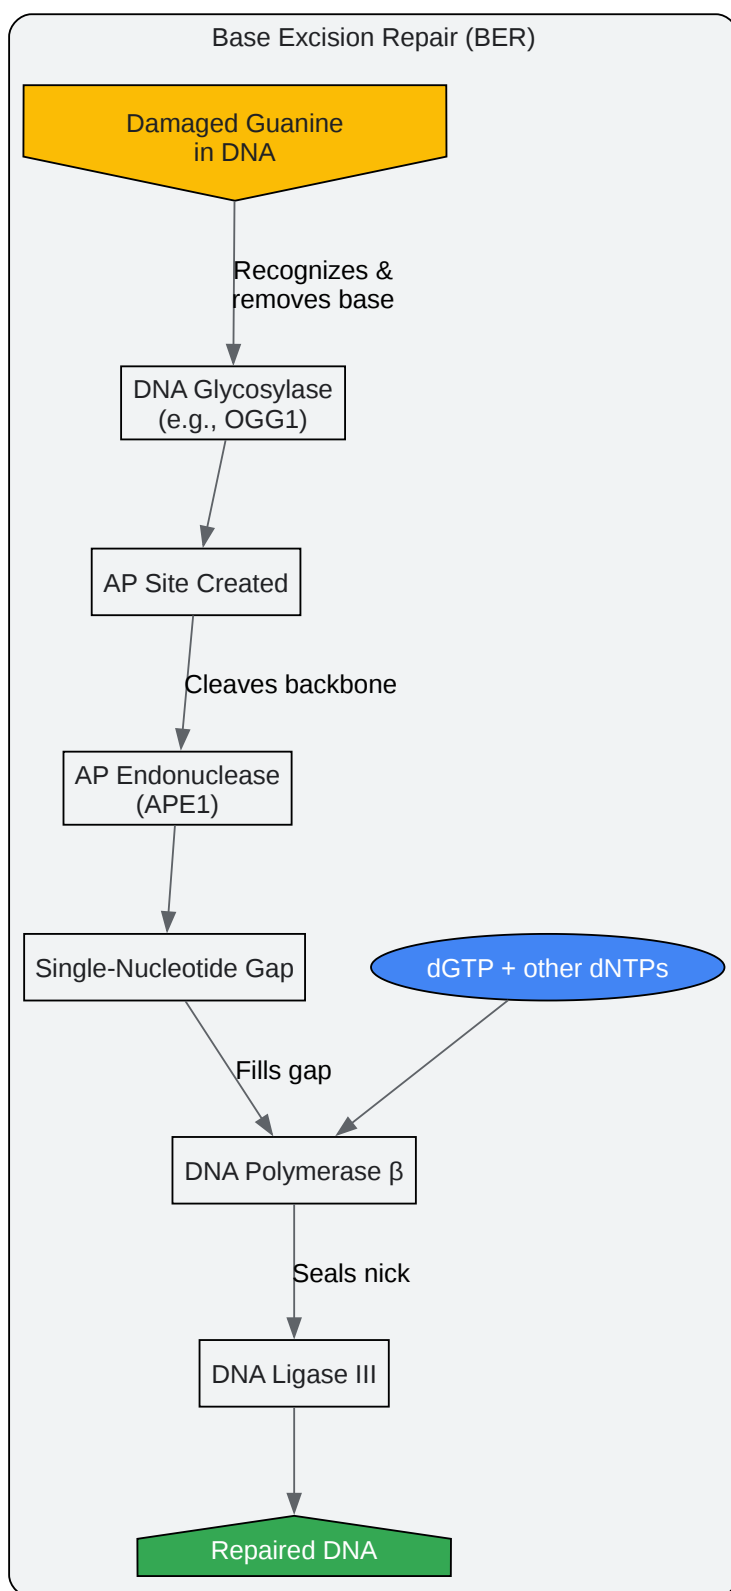 Base Excision Repair (BER)
Damaged Guanine
in DNA
Recognizes &
removes base
DNA Glycosylase
(e.g., OGG1)
AP Site Created
Cleaves backbone
AP Endonuclease
(APE1)
Single-Nucleotide Gap
dGTP + other dNTPs
Fills gap
DNA Polymerase β
Seals nick
DNA Ligase III
Repaired DNA